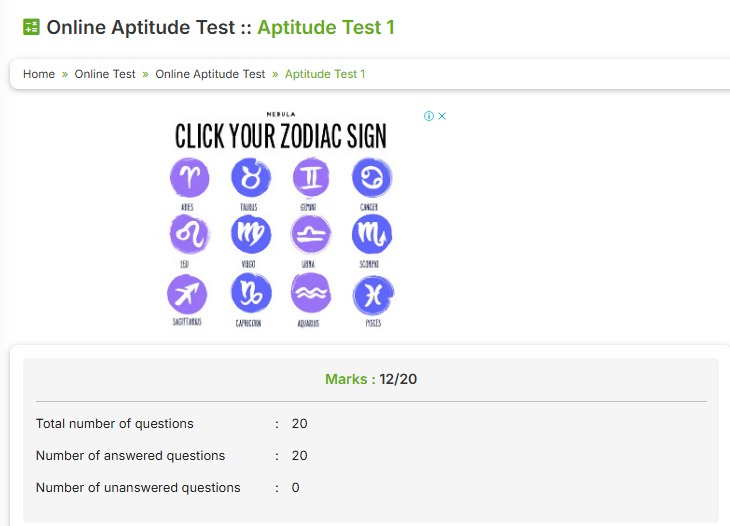 Online Aptitude Test :: Aptitude Test 1
Home » Online Test » Online Aptitude Test » Aptitude Test 1
NEBULA
CLICK YOUR ZODIAC SIGN
ARIES TAURUS GEMINI CANCER
LEO VIRGO LIBRA SCORPIO
SAGITTARIUS CAPRICORN AQUARIUS PISCES
Marks : 12/20
Total number of questions : 20
Number of answered questions : 20
Number of unanswered questions : 0